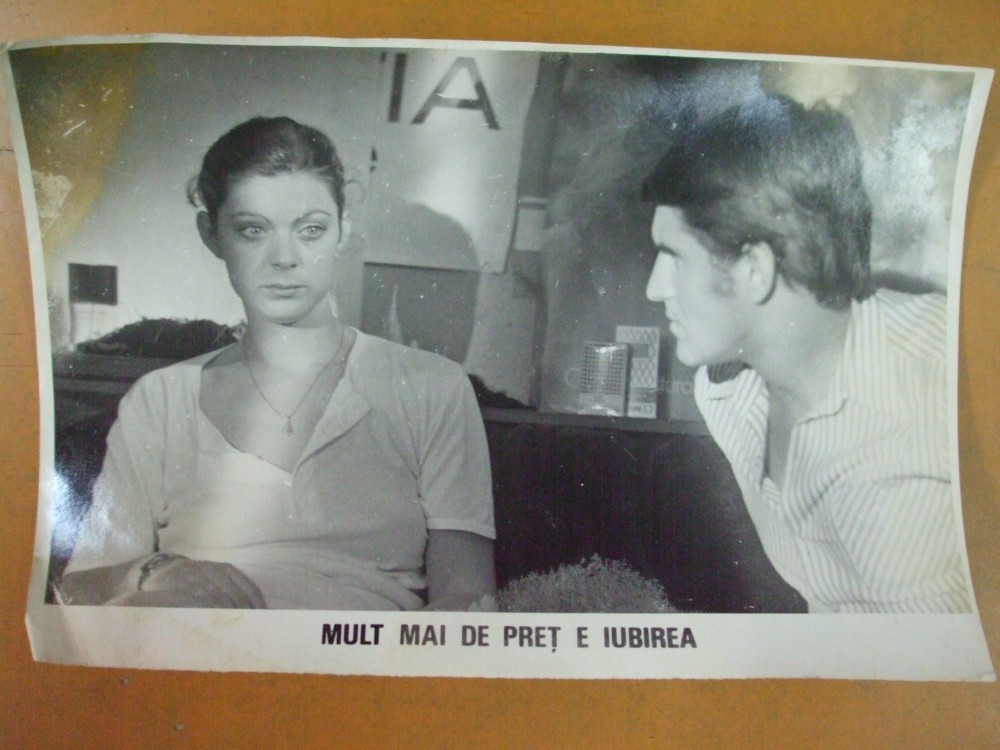 IA
MULT MAI DE PREȚ E IUBIREA